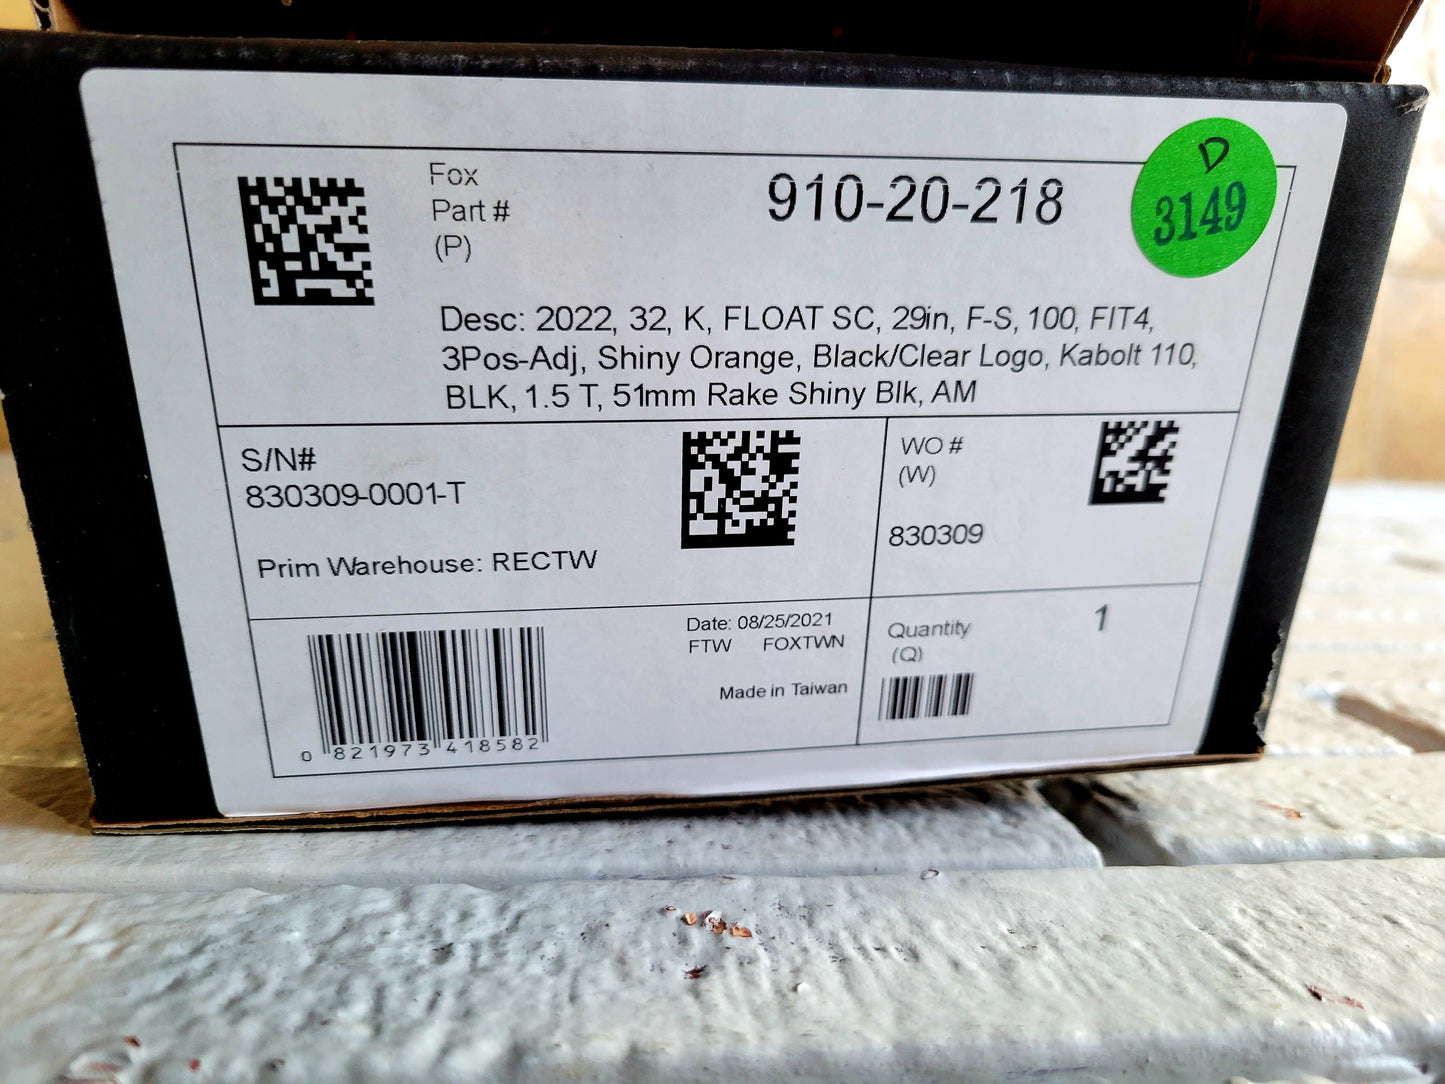 Fox
Part #
(P)
910-20-218
D
3149
Desc: 2022, 32, K, FLOAT SC, 29in, F-S, 100, FIT4,
3Pos-Adj, Shiny Orange, Black/Clear Logo, Kabolt 110,
BLK, 1.5 T, 51mm Rake Shiny Blk, AM
S/N#
830309-0001-T
Prim Warehouse: RECTW
WO #
(W)
830309
0 821973 418582
Date: 08/25/2021
FTW FOXTWN
Made in Taiwan
Quantity
(Q)
1